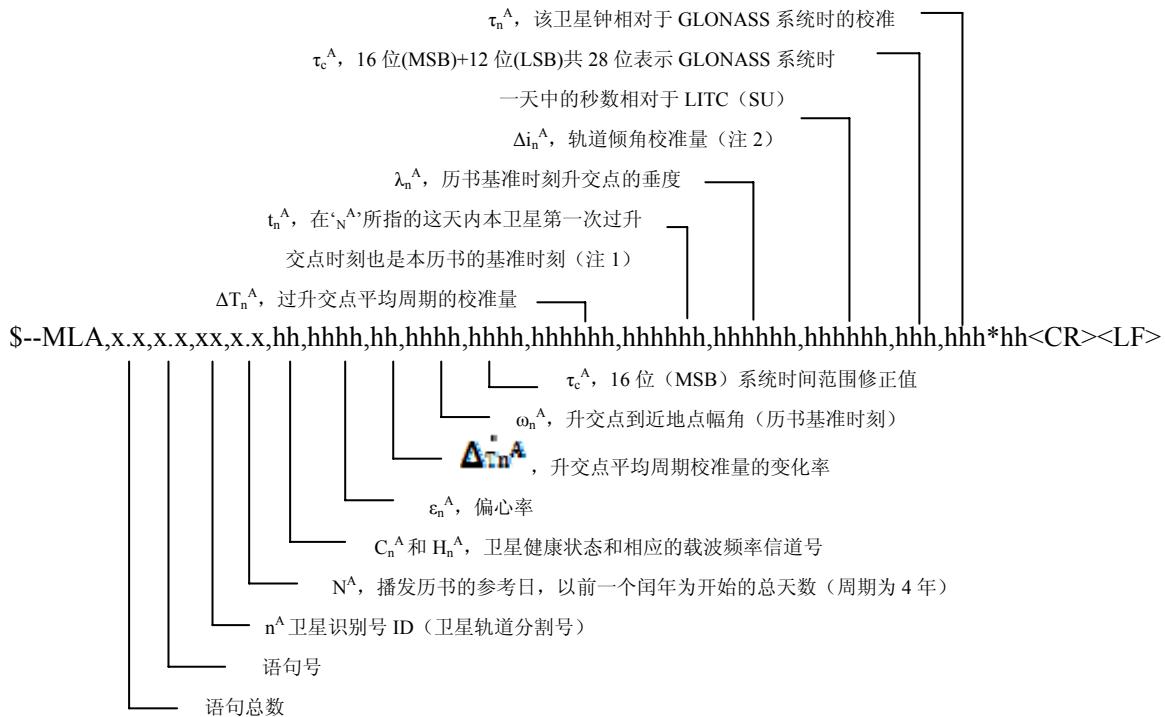 τₙᴬ，该卫星钟相对于 GLONASS 系统时的校准
τ_cᴬ，16 位(MSB)+12 位(LSB)共 28 位表示 GLONASS 系统时
一天中的秒数相对于 LITC（SU）
Δiₙᴬ，轨道倾角校准量（注 2）
λₙᴬ，历书基准时刻升交点的垂度
tₙᴬ，在‘_Nᴬ’所指的这天内本卫星第一次过升
交点时刻也是本历书的基准时刻（注 1）
ΔTₙᴬ，过升交点平均周期的校准量
$--MLA,x.x,x.x,xx,x.x,hh,hhhh,hh,hhhh,hhhh,hhhhhh,hhhhhh,hhhhhh,hhhhhh,hhh,hhh*hh<CR><LF>
τ_cᴬ，16 位（MSB）系统时间范围修正值
ωₙᴬ，升交点到近地点幅角（历书基准时刻）
ΔṪnᴬ，升交点平均周期校准量的变化率
εₙᴬ，偏心率
Cₙᴬ 和 Hₙᴬ，卫星健康状态和相应的载波频率信道号
Nᴬ，播发历书的参考日，以前一个闰年为开始的总天数（周期为 4 年）
nᴬ 卫星识别号 ID（卫星轨道分割号）
语句号
语句总数